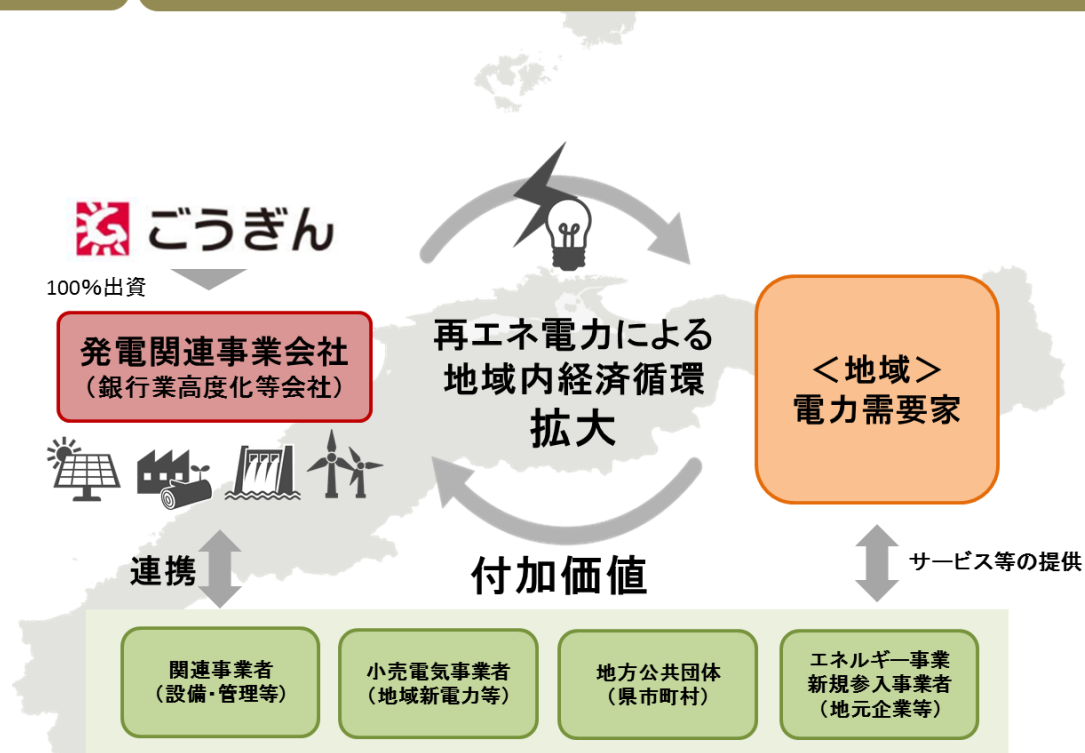 ごうぎん
100%出資
発電関連事業会社
（銀行業高度化等会社）
再エネ電力による
地域内経済循環
拡大
＜地域＞
電力需要家
連携
付加価値
サービス等の提供
関連事業者
（設備・管理等）
小売電気事業者
（地域新電力等）
地方公共団体
（県市町村）
エネルギー事業
新規参入事業者
（地元企業等）